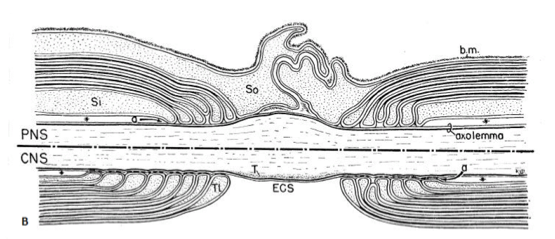 b.m.
So
Si
a
+
+
axolemma
PNS
CNS
T.
a
+
+
Tl
ECS
B